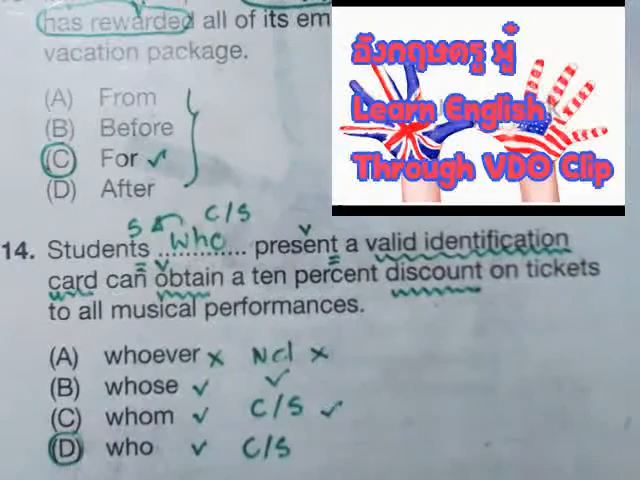 has rewarded all of its em
vacation package.
(A) From
(B) Before
(C) For ✓
(D) After
อังกฤษครู มู๋
Learn English
Through VDO Clip
S C/S
V
14. Students ...who... present a valid identification
card can obtain a ten percent discount on tickets
to all musical performances.
(A) whoever × NCl ×
(B) whose ✓ ✓
(C) whom ✓ C/S ✓
(D) who ✓ C/S